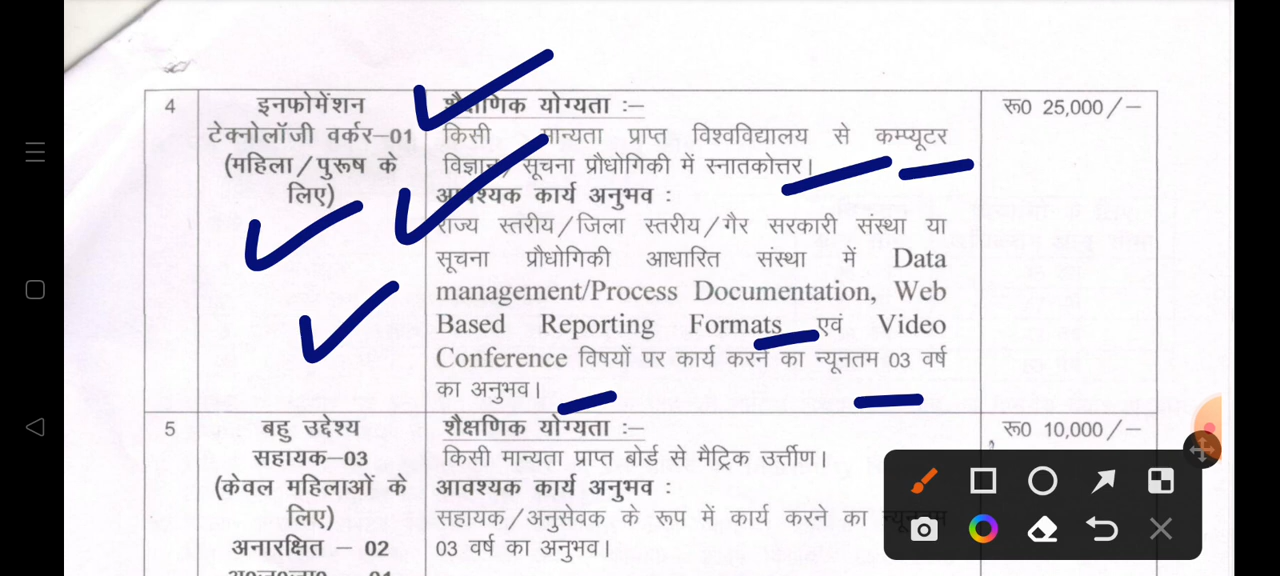 4
इनफोमेंशन
टेक्नोलॉजी वर्कर–01
(महिला/पुरूष के
लिए)
शैक्षणिक योग्यता :–
किसी मान्यता प्राप्त विश्वविद्यालय से कम्प्यूटर
विज्ञान/सूचना प्रौधोगिकी में स्नातकोत्तर।
आवश्यक कार्य अनुभव :
राज्य स्तरीय/जिला स्तरीय/गैर सरकारी संस्था या
सूचना प्रौधोगिकी आधारित संस्था में Data
management/Process Documentation, Web
Based Reporting Formats एवं Video
Conference विषयों पर कार्य करने का न्यूनतम 03 वर्ष
का अनुभव।
रू0 25,000/–
5
बहु उद्देश्य
सहायक–03
(केवल महिलाओं के
लिए)
अनारक्षित – 02
शैक्षणिक योग्यता :–
किसी मान्यता प्राप्त बोर्ड से मैट्रिक उर्त्तीण।
आवश्यक कार्य अनुभव :
सहायक/अनुसेवक के रूप में कार्य करने का न्यूनतम
03 वर्ष का अनुभव।
रू0 10,000/–